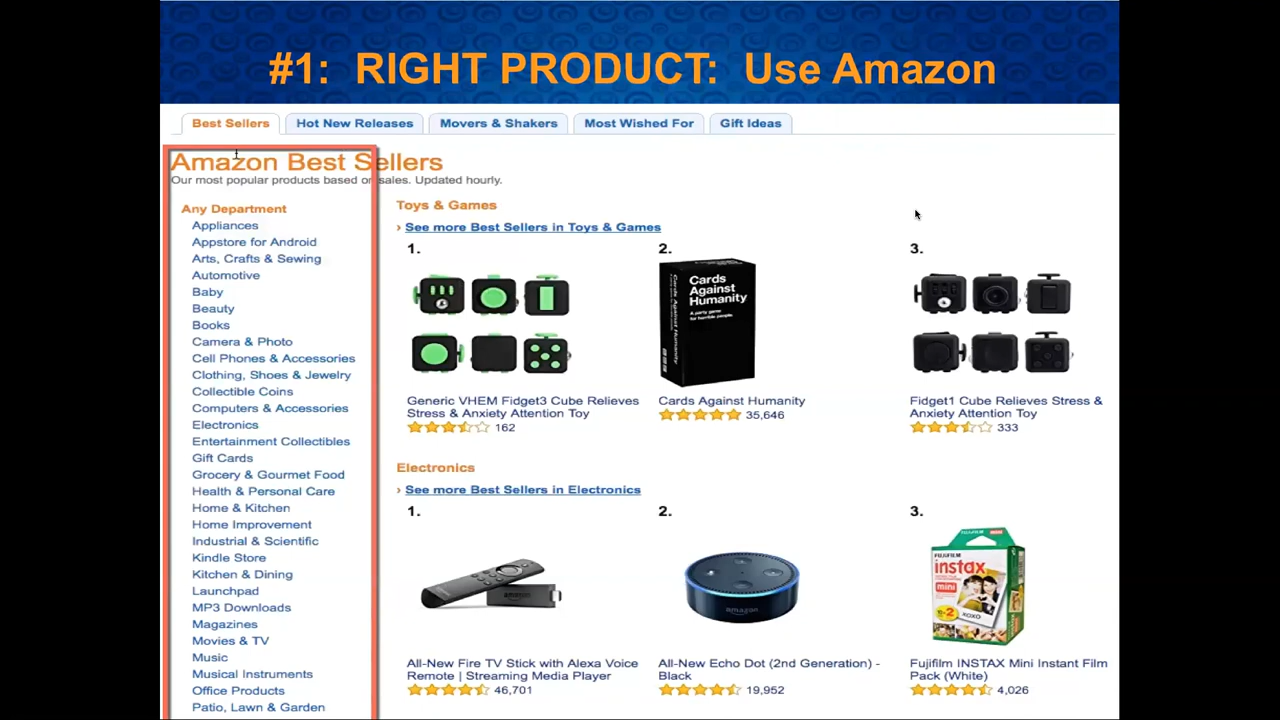 #1: RIGHT PRODUCT: Use Amazon
Best Sellers
Hot New Releases
Movers & Shakers
Most Wished For
Gift Ideas
Amazon Best Sellers
Our most popular products based on sales. Updated hourly.
Any Department
Appliances
Appstore for Android
Arts, Crafts & Sewing
Automotive
Baby
Beauty
Books
Camera & Photo
Cell Phones & Accessories
Clothing, Shoes & Jewelry
Collectible Coins
Computers & Accessories
Electronics
Entertainment Collectibles
Gift Cards
Grocery & Gourmet Food
Health & Personal Care
Home & Kitchen
Home Improvement
Industrial & Scientific
Kindle Store
Kitchen & Dining
Launchpad
MP3 Downloads
Magazines
Movies & TV
Music
Musical Instruments
Office Products
Patio, Lawn & Garden
Toys & Games
› See more Best Sellers in Toys & Games
1.
Generic VHEM Fidget3 Cube Relieves
Stress & Anxiety Attention Toy
162
2.
Cards
Against
Humanity
A party game
for horrible people.
Cards Against Humanity
Cards Against Humanity
35,646
3.
Fidget1 Cube Relieves Stress &
Anxiety Attention Toy
333
Electronics
› See more Best Sellers in Electronics
1.
amazon
All-New Fire TV Stick with Alexa Voice
Remote | Streaming Media Player
46,701
2.
amazon
All-New Echo Dot (2nd Generation) -
Black
19,952
3.
FUJIFILM
instax
mini
XOXO
Fujifilm INSTAX Mini Instant Film
Pack (White)
4,026